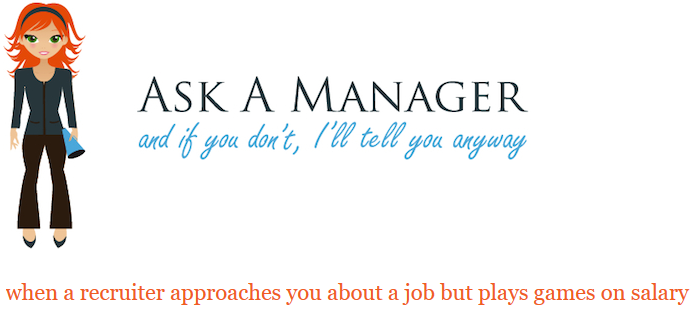 ASK A MANAGER
and if you don't, I'll tell you anyway
when a recruiter approaches you about a job but plays games on salary